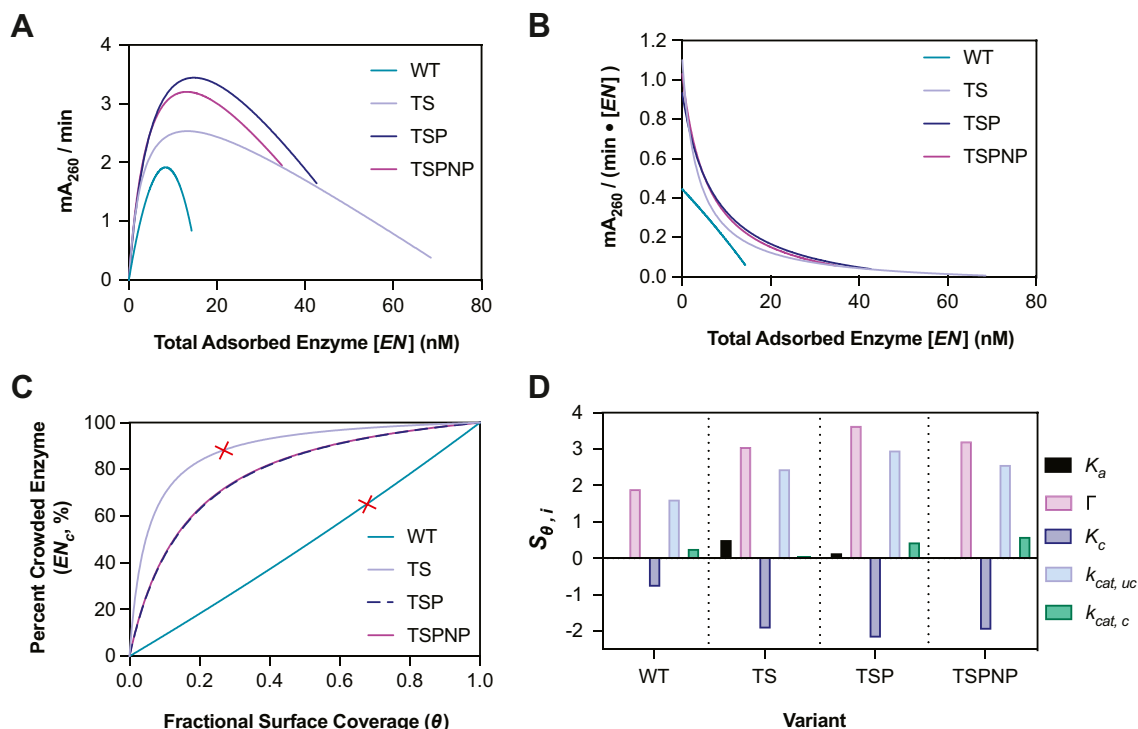 A
mA260 / min
4
3
2
1
0
0 20 40 60 80
Total Adsorbed Enzyme [EN] (nM)
WT
TS
TSP
TSPNP
B
mA260 / (min • [EN] )
1.2
1.0
0.8
0.6
0.4
0.2
0.0
0 20 40 60 80
Total Adsorbed Enzyme [EN] (nM)
WT
TS
TSP
TSPNP
C
Percent Crowded Enzyme
(ENc, %)
100
80
60
40
20
0
0.0 0.2 0.4 0.6 0.8 1.0
Fractional Surface Coverage (θ)
WT
TS
TSP
TSPNP
D
Sθ, i
4
3
2
1
0
-1
-2
WT TS TSP TSPNP
Variant
Ka
Γ
Kc
kcat, uc
kcat, c